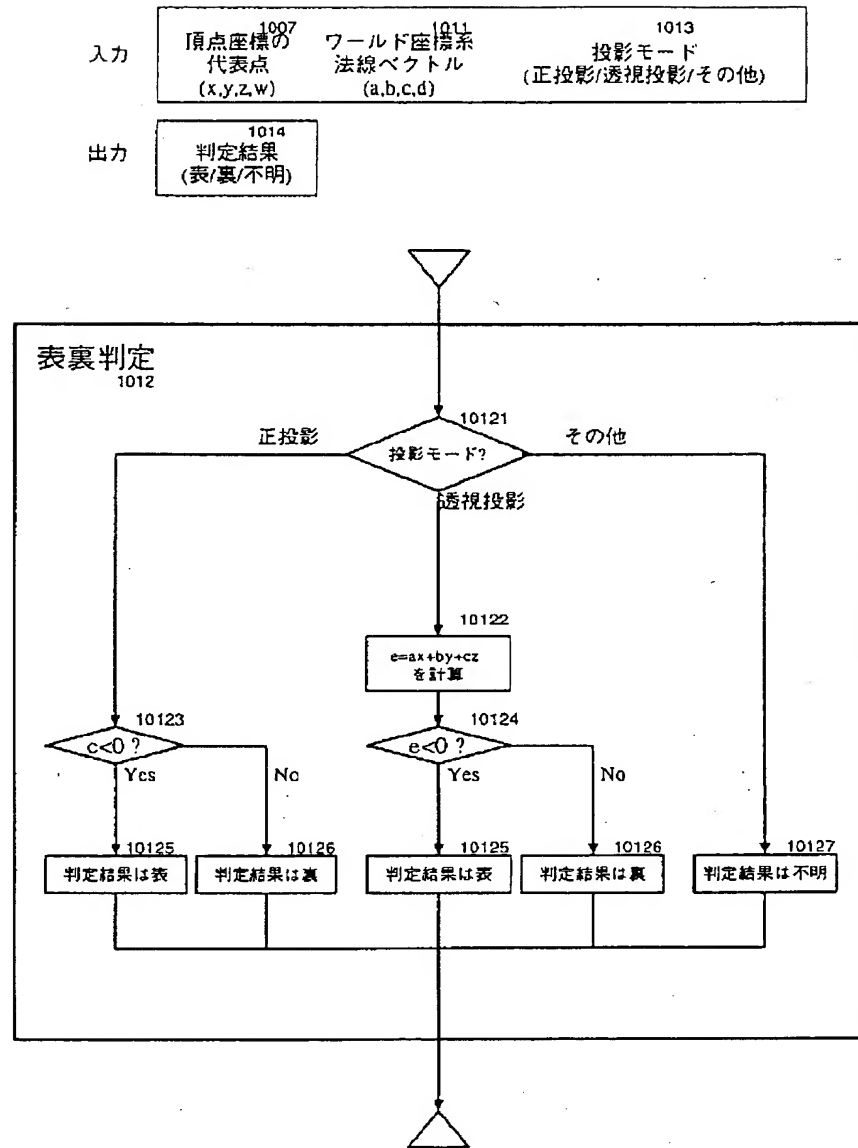 入力
1007
頂点座標の
代表点
(x,y,z,w)
1011
ワールド座標系
法線ベクトル
(a,b,c,d)
1013
投影モード
(正投影/透視投影/その他)
出力
1014
判定結果
(表/裏/不明)
表裏判定
1012
10121
正投影
投影モード?
その他
透視投影
10122
e=ax+by+cz
を計算
10123
c<0 ?
Yes
No
10124
e<0 ?
Yes
No
10125
判定結果は表
10126
判定結果は裏
10125
判定結果は表
10126
判定結果は裏
10127
判定結果は不明